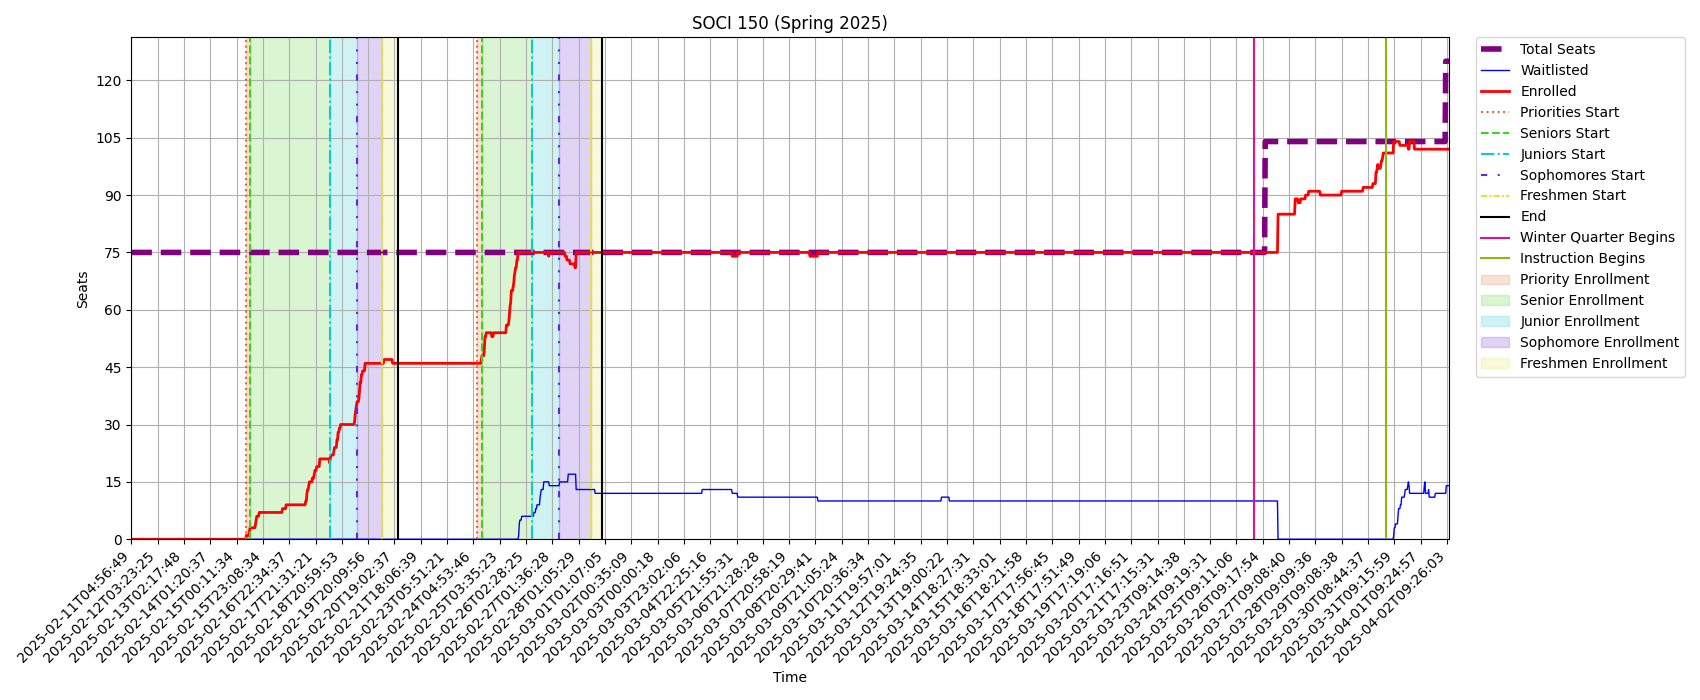 SOCI 150 (Spring 2025)
Seats
120
105
90
75
60
45
30
15
0
2025-02-11T04:56:49
2025-02-12T03:23:25
2025-02-13T02:17:48
2025-02-14T01:20:37
2025-02-15T00:11:34
2025-02-15T23:08:34
2025-02-16T22:34:37
2025-02-17T21:31:21
2025-02-18T20:59:53
2025-02-19T20:09:56
2025-02-20T19:02:37
2025-02-21T18:06:39
2025-02-23T03:51:21
2025-02-24T04:53:46
2025-02-25T03:35:23
2025-02-26T02:28:25
2025-02-27T01:36:28
2025-02-28T01:05:29
2025-03-01T01:07:05
2025-03-02T00:35:09
2025-03-03T00:00:18
2025-03-03T23:02:06
2025-03-04T22:25:16
2025-03-05T21:55:31
2025-03-06T21:28:28
2025-03-07T20:58:19
2025-03-08T20:29:41
2025-03-09T21:05:24
2025-03-10T20:36:34
2025-03-11T19:57:01
2025-03-12T19:24:35
2025-03-13T19:00:22
2025-03-14T18:27:31
2025-03-15T18:33:01
2025-03-16T18:21:58
2025-03-17T17:56:45
2025-03-18T17:51:49
2025-03-19T17:19:06
2025-03-20T17:16:51
2025-03-21T17:15:31
2025-03-23T09:14:38
2025-03-24T09:19:31
2025-03-25T09:11:06
2025-03-26T09:17:54
2025-03-27T09:08:40
2025-03-28T09:09:36
2025-03-29T09:08:38
2025-03-30T08:44:37
2025-03-31T09:15:59
2025-04-01T09:24:57
2025-04-02T09:26:03
Time
Total Seats
Waitlisted
Enrolled
Priorities Start
Seniors Start
Juniors Start
Sophomores Start
Freshmen Start
End
Winter Quarter Begins
Instruction Begins
Priority Enrollment
Senior Enrollment
Junior Enrollment
Sophomore Enrollment
Freshmen Enrollment